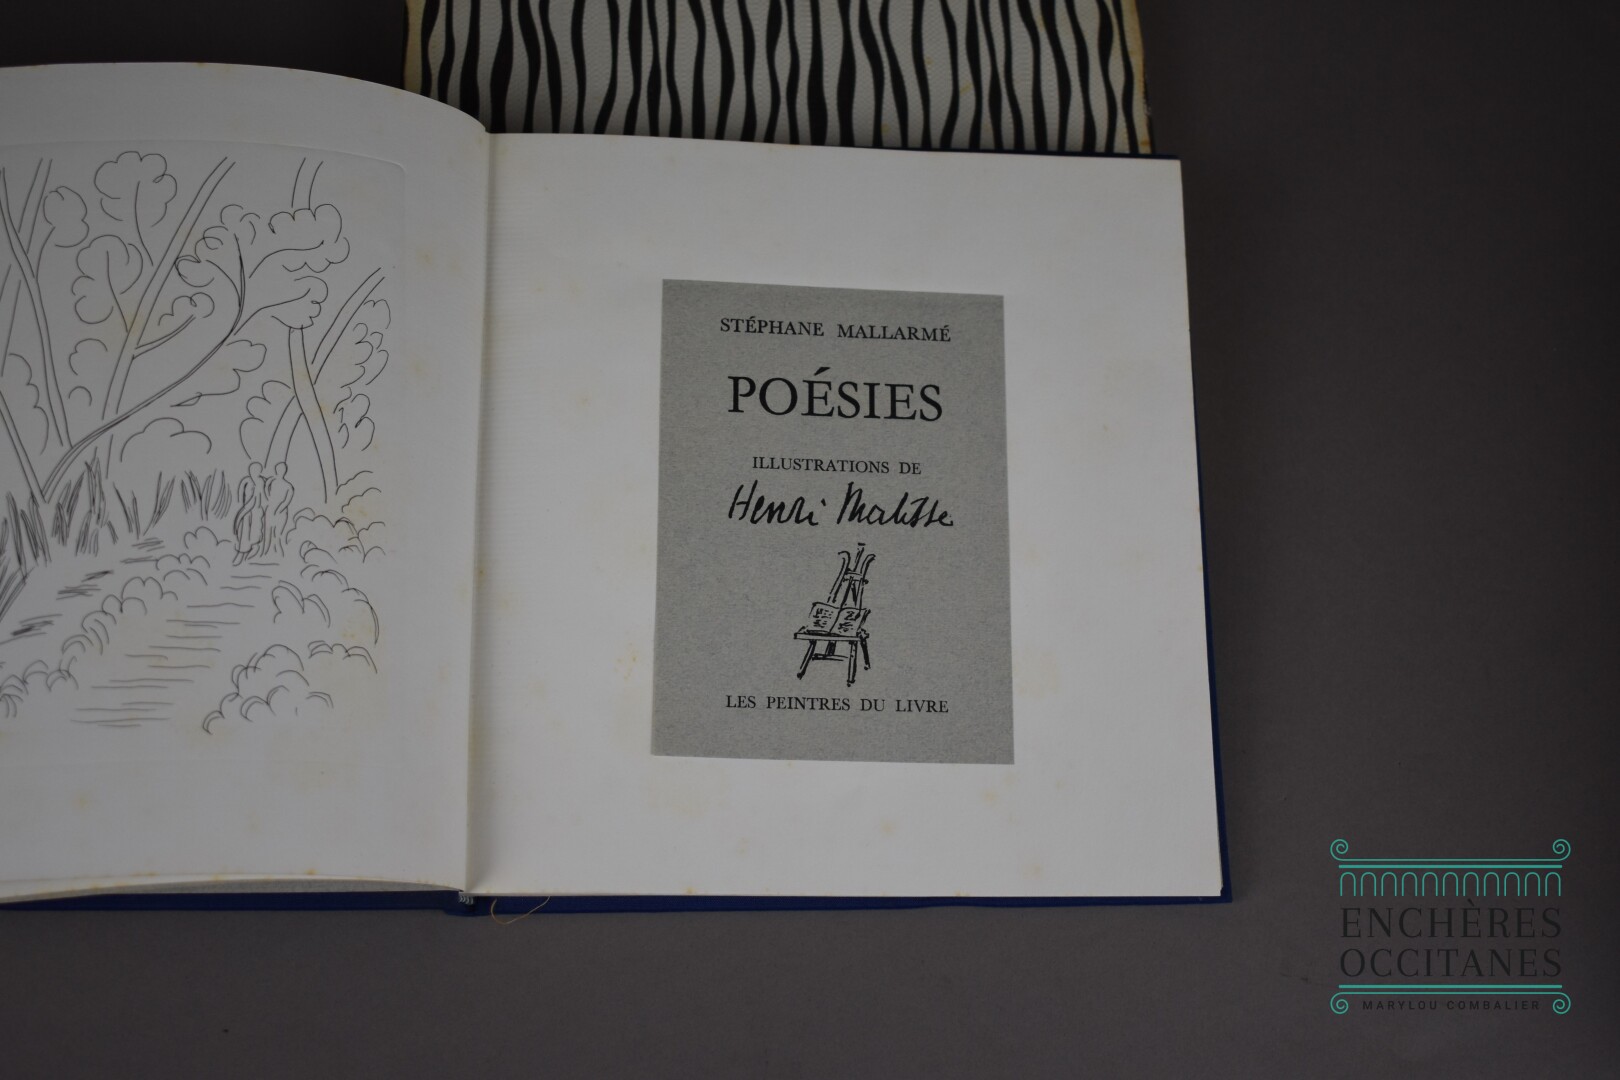 STÉPHANE MALLARMÉ
POÉSIES
ILLUSTRATIONS DE
Henri Matisse
LES PEINTRES DU LIVRE
ENCHÈRES
OCCITANES
MARYLOU COMBALIER